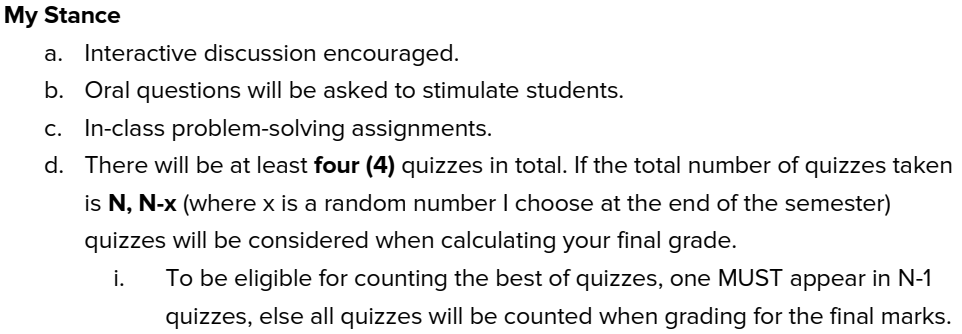 My Stance
a. Interactive discussion encouraged.
b. Oral questions will be asked to stimulate students.
c. In-class problem-solving assignments.
d. There will be at least four (4) quizzes in total. If the total number of quizzes taken
is N, N-x (where x is a random number I choose at the end of the semester)
quizzes will be considered when calculating your final grade.
i. To be eligible for counting the best of quizzes, one MUST appear in N-1
quizzes, else all quizzes will be counted when grading for the final marks.